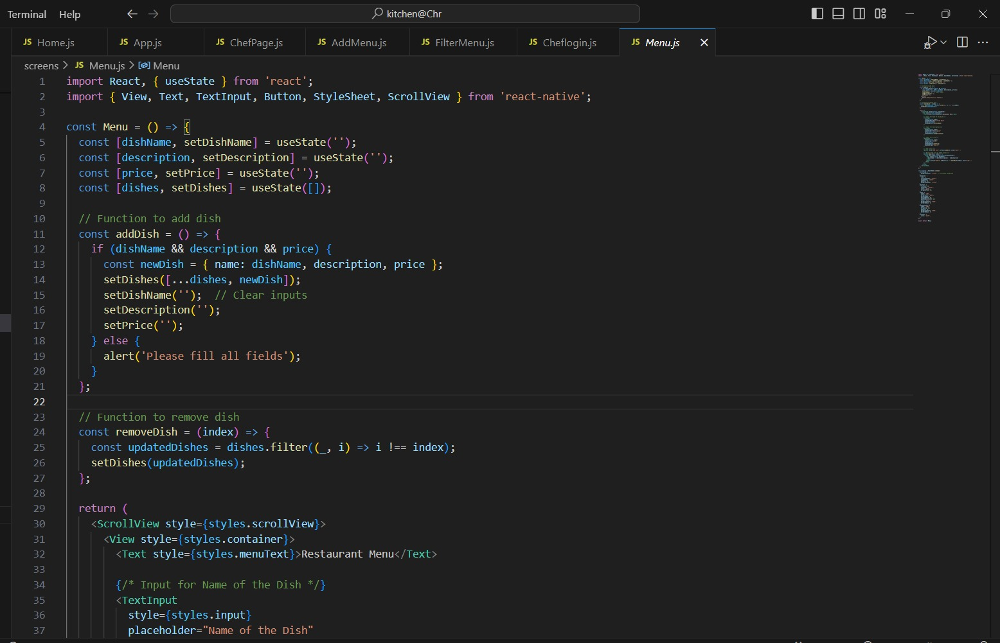 Terminal Help kitchen@Chr
JS Home.js JS App.js JS ChefPage.js JS AddMenu.js JS FilterMenu.js JS Cheflogin.js JS Menu.js
screens > JS Menu.js > Menu
1 import React, { useState } from 'react';
2 import { View, Text, TextInput, Button, StyleSheet, ScrollView } from 'react-native';
3
4 const Menu = () => {
5 const [dishName, setDishName] = useState('');
6 const [description, setDescription] = useState('');
7 const [price, setPrice] = useState('');
8 const [dishes, setDishes] = useState([]);
9
10 // Function to add dish
11 const addDish = () => {
12 if (dishName && description && price) {
13 const newDish = { name: dishName, description, price };
14 setDishes([...dishes, newDish]);
15 setDishName(''); // Clear inputs
16 setDescription('');
17 setPrice('');
18 } else {
19 alert('Please fill all fields');
20 }
21 };
22
23 // Function to remove dish
24 const removeDish = (index) => {
25 const updatedDishes = dishes.filter((_, i) => i !== index);
26 setDishes(updatedDishes);
27 };
28
29 return (
30 <ScrollView style={styles.scrollView}>
31 <View style={styles.container}>
32 <Text style={styles.menuText}>Restaurant Menu</Text>
33
34 {/* Input for Name of the Dish */}
35 <TextInput
36 style={styles.input}
37 placeholder="Name of the Dish"